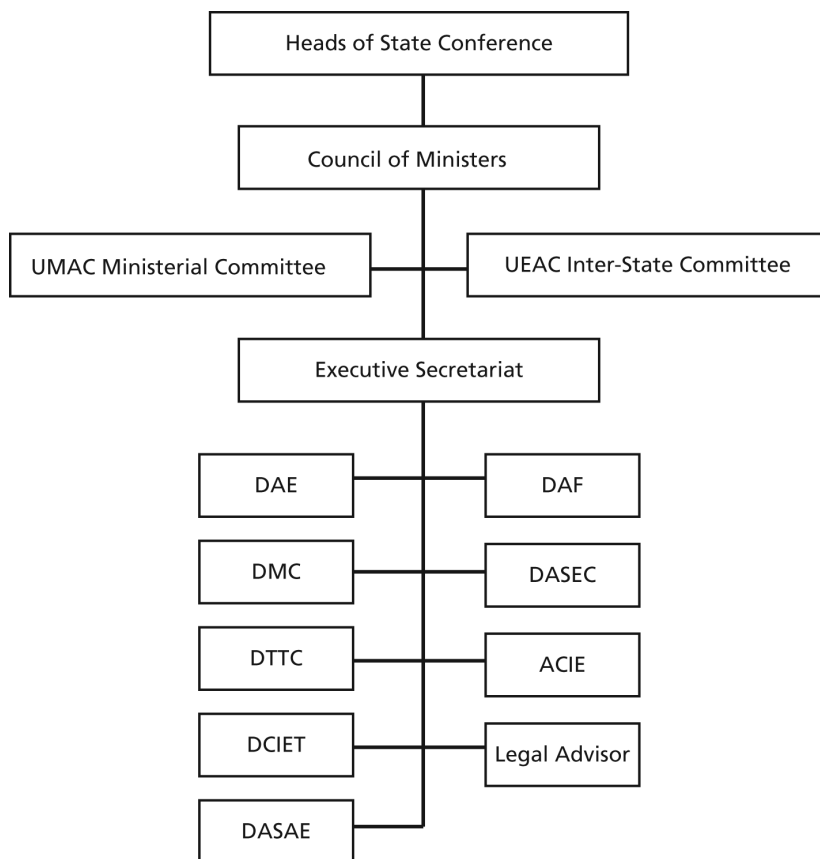 Heads of State Conference
Council of Ministers
UMAC Ministerial Committee
UEAC Inter-State Committee
Executive Secretariat
DAE
DAF
DMC
DASEC
DTTC
ACIE
DCIET
Legal Advisor
DASAE